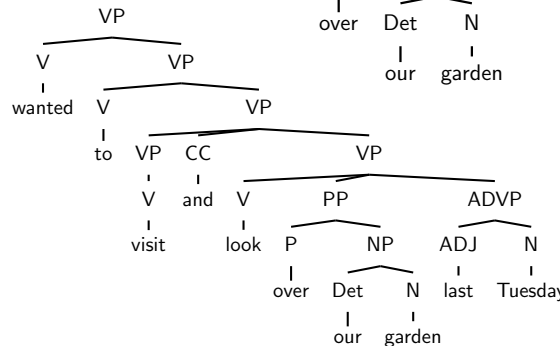 VP
over Det N
V VP
our garden
wanted V VP
to VP CC VP
V and V PP ADVP
visit look P NP ADJ N
over Det N last Tuesday
our garden